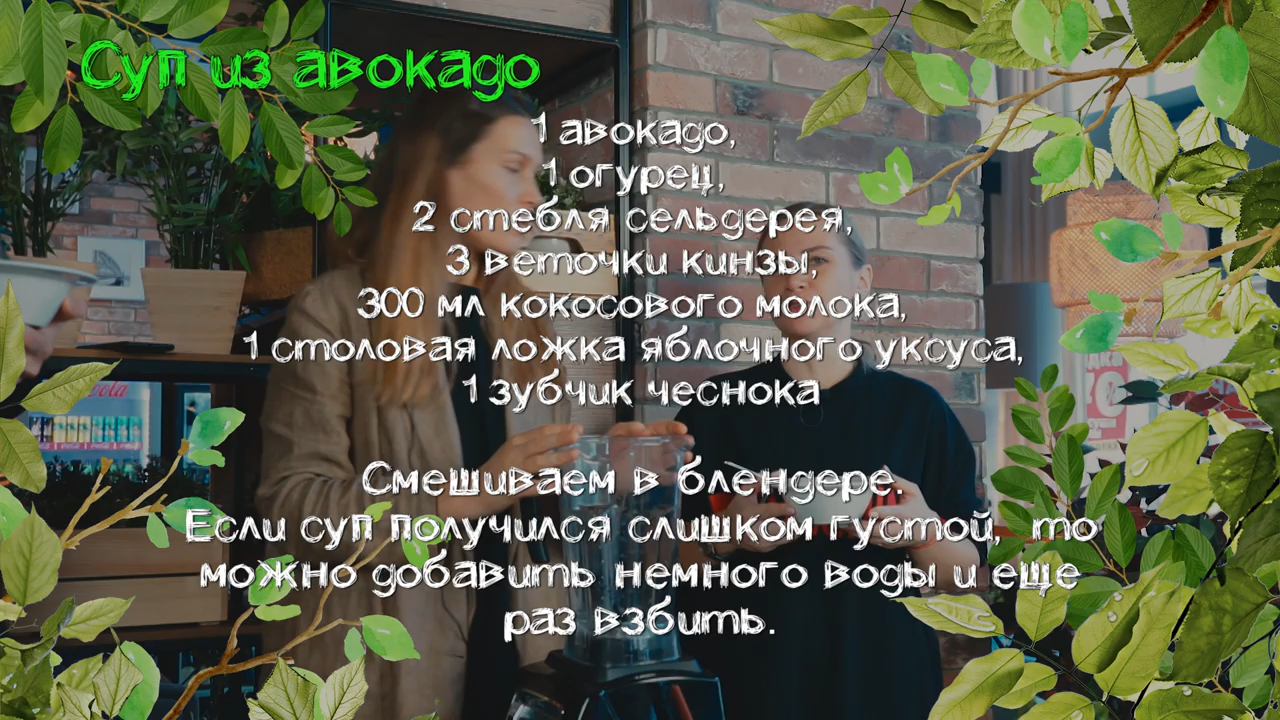 Суп из авокадо
1 авокадо,
1 огурец,
2 стебля сельдерея,
3 веточки кинзы,
300 мл кокосового молока,
1 столовая ложка яблочного уксуса,
1 зубчик чеснока
Смешиваем в блендере.
Если суп получился слишком густой, то
можно добавить немного воды и еще
раз взбить.